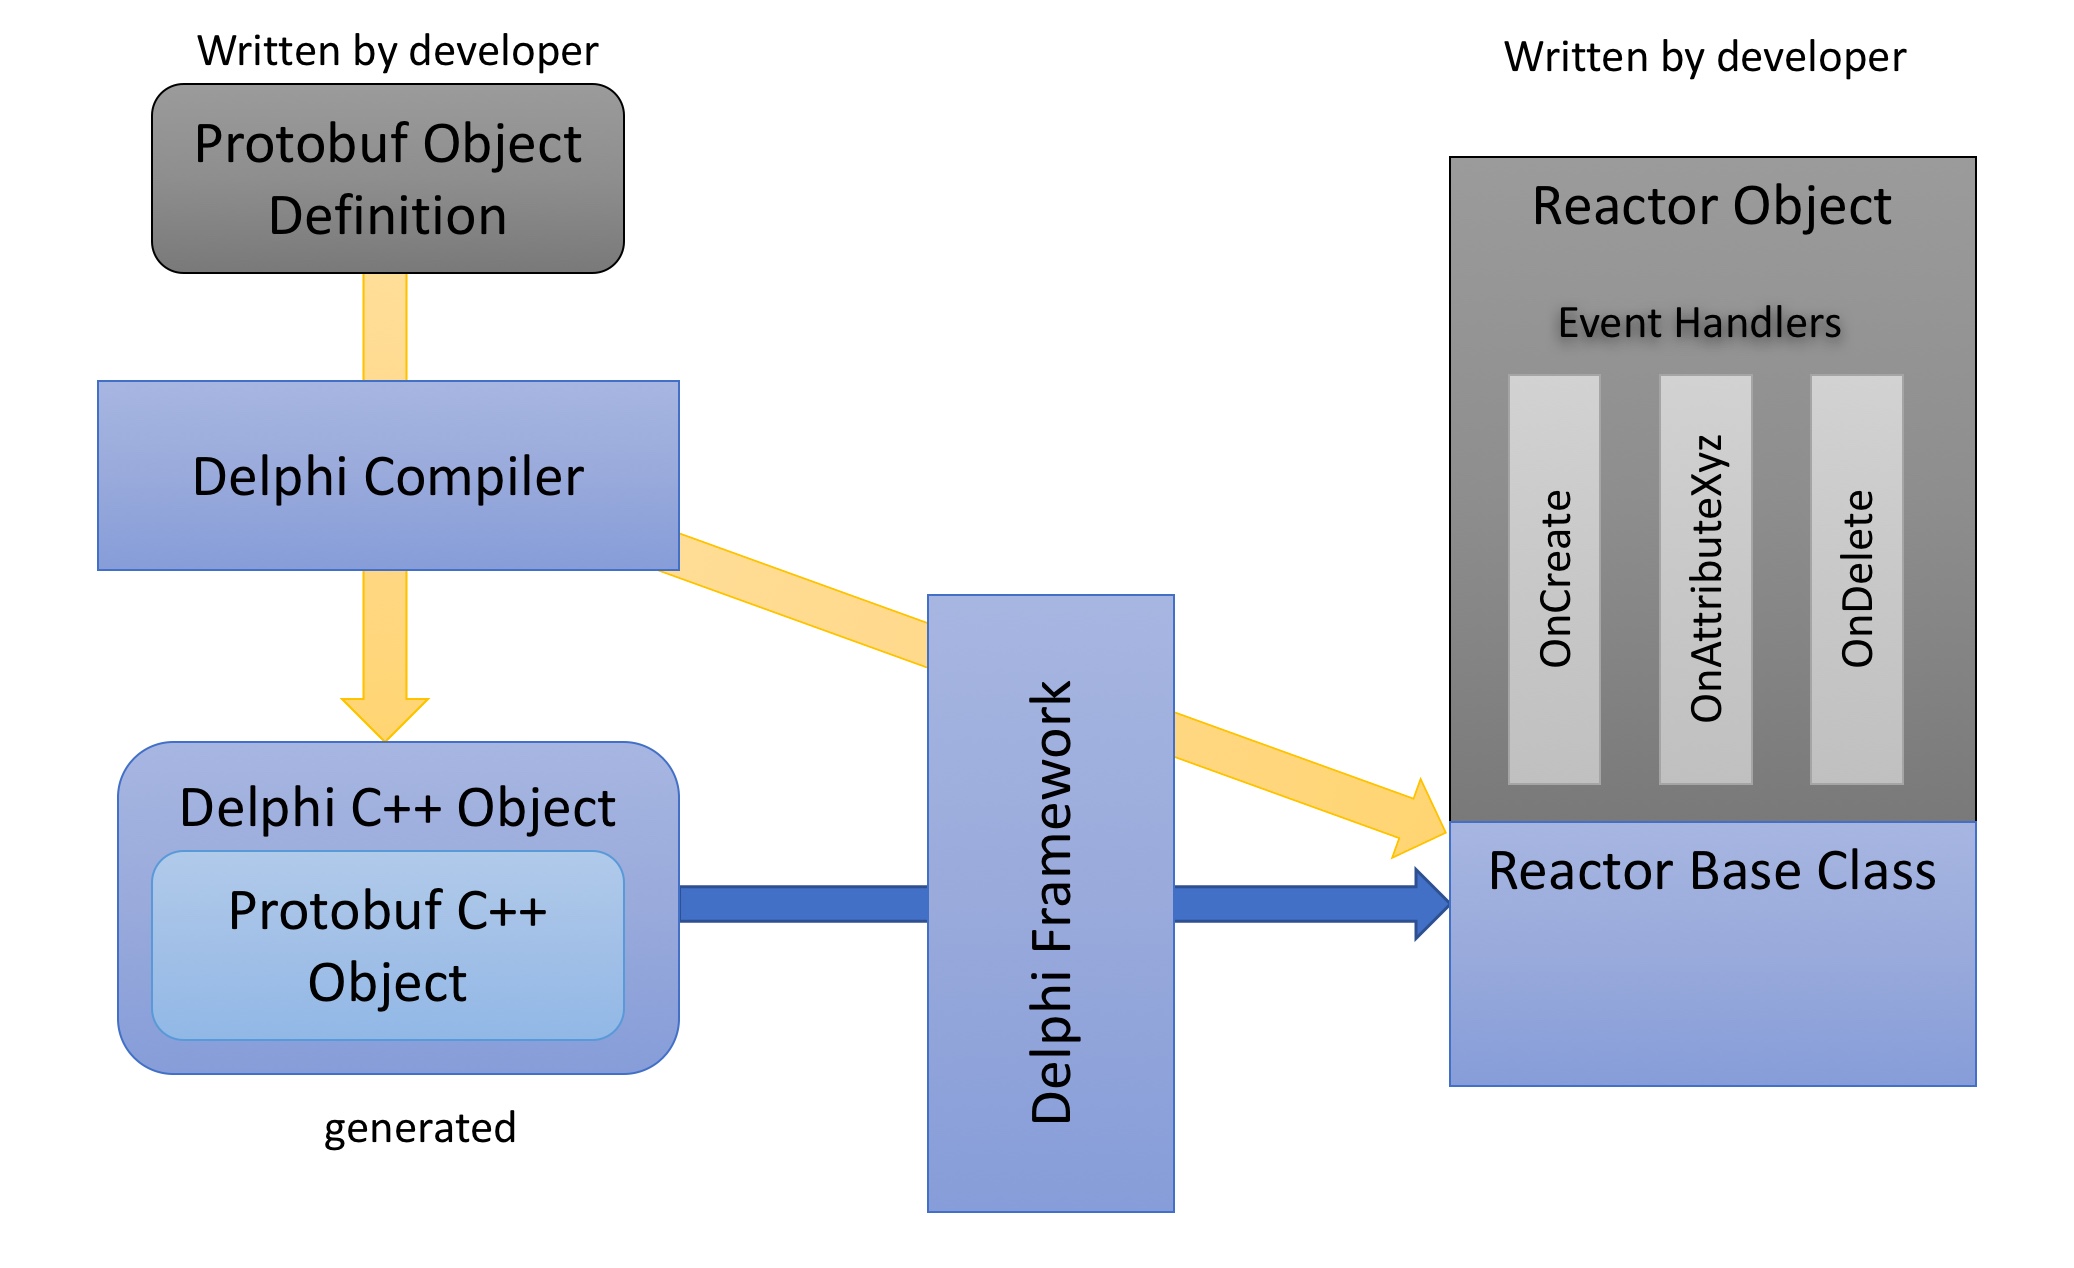 Written by developer
Protobuf Object
Definition
Delphi Compiler
Delphi C++ Object
Protobuf C++
Object
generated
Delphi Framework
Written by developer
Reactor Object
Event Handlers
OnCreate
OnAttributeXyz
OnDelete
Reactor Base Class